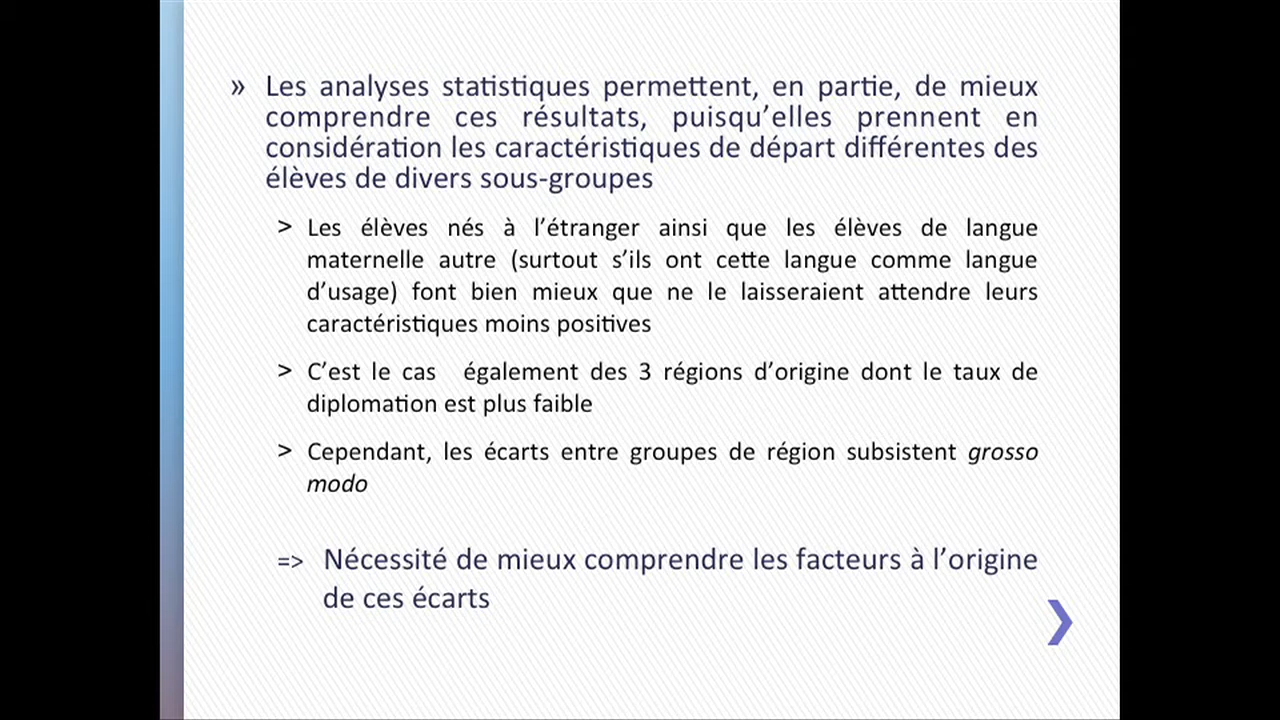 » Les analyses statistiques permettent, en partie, de mieux
comprendre ces résultats, puisqu’elles prennent en
considération les caractéristiques de départ différentes des
élèves de divers sous-groupes
> Les élèves nés à l’étranger ainsi que les élèves de langue
maternelle autre (surtout s’ils ont cette langue comme langue
d’usage) font bien mieux que ne le laisseraient attendre leurs
caractéristiques moins positives
> C’est le cas également des 3 régions d’origine dont le taux de
diplomation est plus faible
> Cependant, les écarts entre groupes de région subsistent grosso
modo
=> Nécessité de mieux comprendre les facteurs à l’origine
de ces écarts